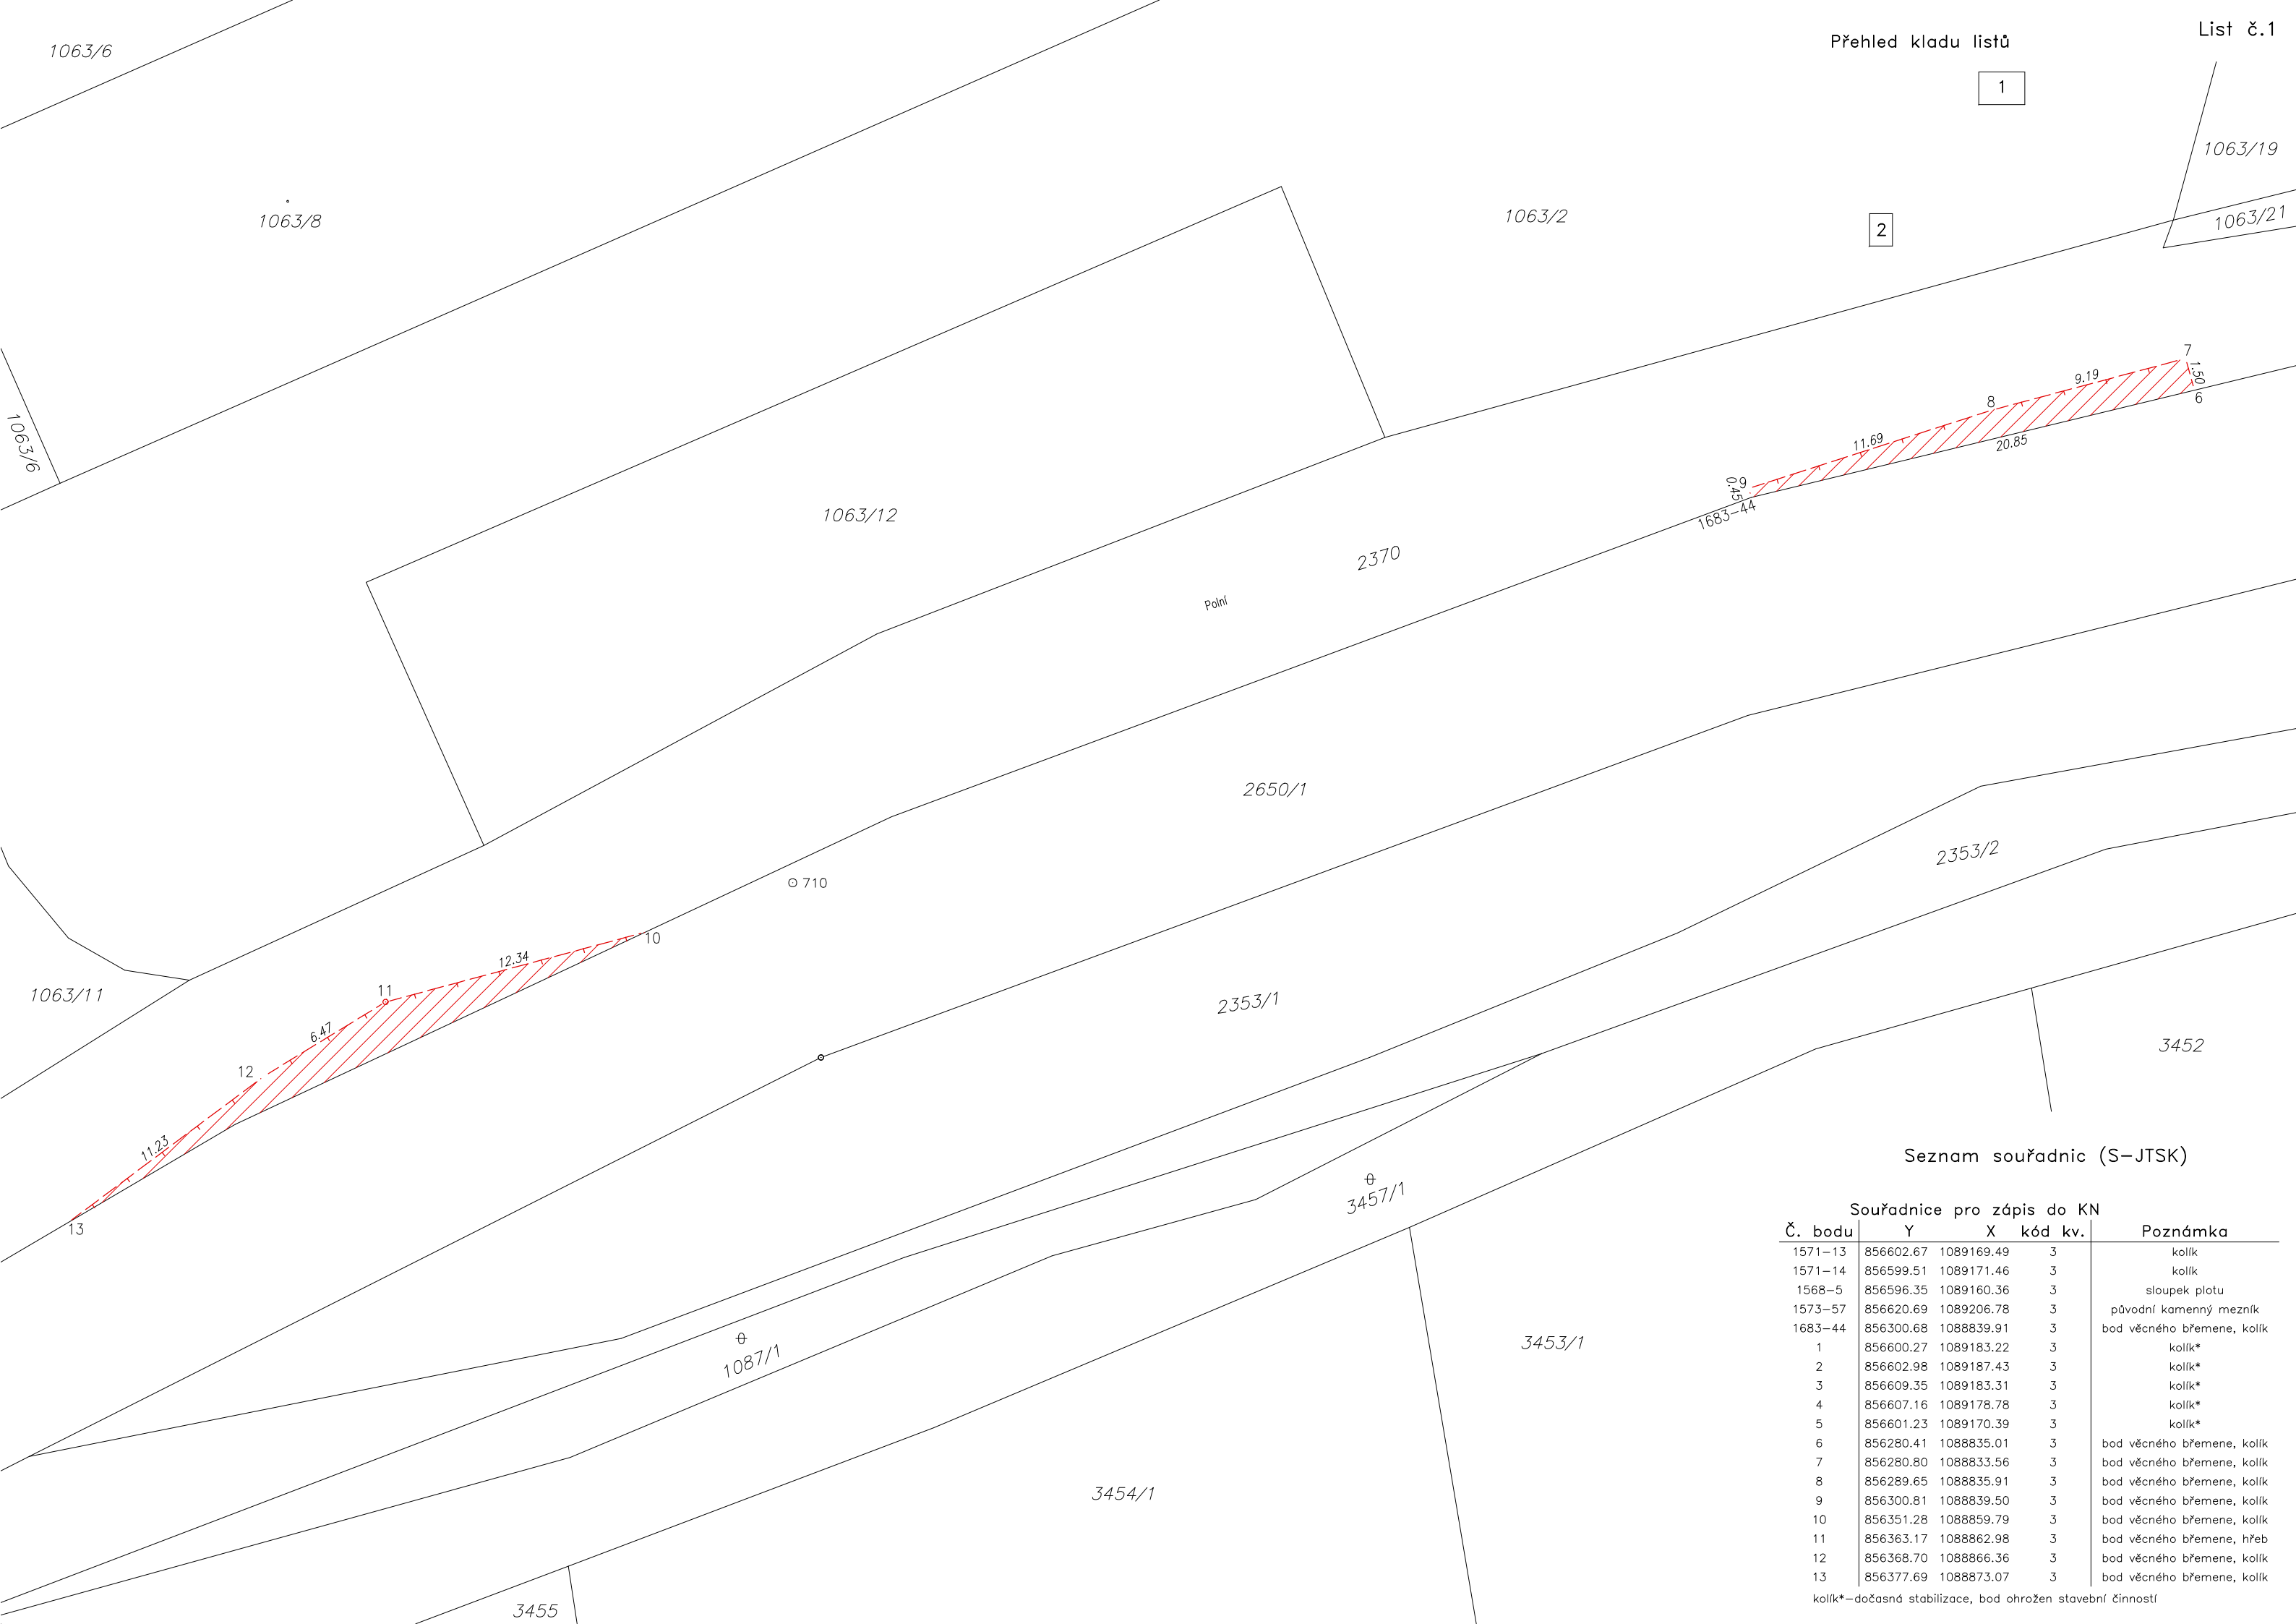 List č.1
Přehled kladu listů
1063/6
1
1063/19
1063/8
1063/2
1063/21
2
7
1.50
9.19
6
8
1063/6
11.69
20.85
0.45
9
1683-44
1063/12
2370
Polní
2650/1
2353/2
710
10
12.34
11
1063/11
2353/1
6.47
12
3452
11.23
13
3457/1
1087/1
3453/1
3454/1
3455
Seznam souřadnic (S-JTSK)
Souřadnice pro zápis do KN
Č. bodu Y X kód kv. Poznámka
1571-13 856602.67 1089169.49 3 kolík
1571-14 856599.51 1089171.46 3 kolík
1568-5 856596.35 1089160.36 3 sloupek plotu
1573-57 856620.69 1089206.78 3 původní kamenný mezník
1683-44 856300.68 1088839.91 3 bod věcného břemene, kolík
1 856600.27 1089183.22 3 kolík*
2 856602.98 1089187.43 3 kolík*
3 856609.35 1089183.31 3 kolík*
4 856607.16 1089178.78 3 kolík*
5 856601.23 1089170.39 3 kolík*
6 856280.41 1088835.01 3 bod věcného břemene, kolík
7 856280.80 1088833.56 3 bod věcného břemene, kolík
8 856289.65 1088835.91 3 bod věcného břemene, kolík
9 856300.81 1088839.50 3 bod věcného břemene, kolík
10 856351.28 1088859.79 3 bod věcného břemene, kolík
11 856363.17 1088862.98 3 bod věcného břemene, hřeb
12 856368.70 1088866.36 3 bod věcného břemene, kolík
13 856377.69 1088873.07 3 bod věcného břemene, kolík
kolík*-dočasná stabilizace, bod ohrožen stavební činností